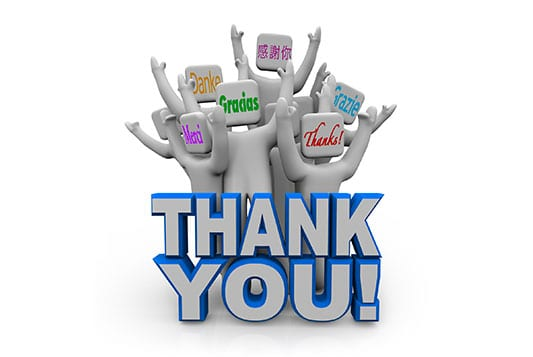 感謝你
Danke
Gracias
Grazie
Merci
Thanks!
THANK
YOU!